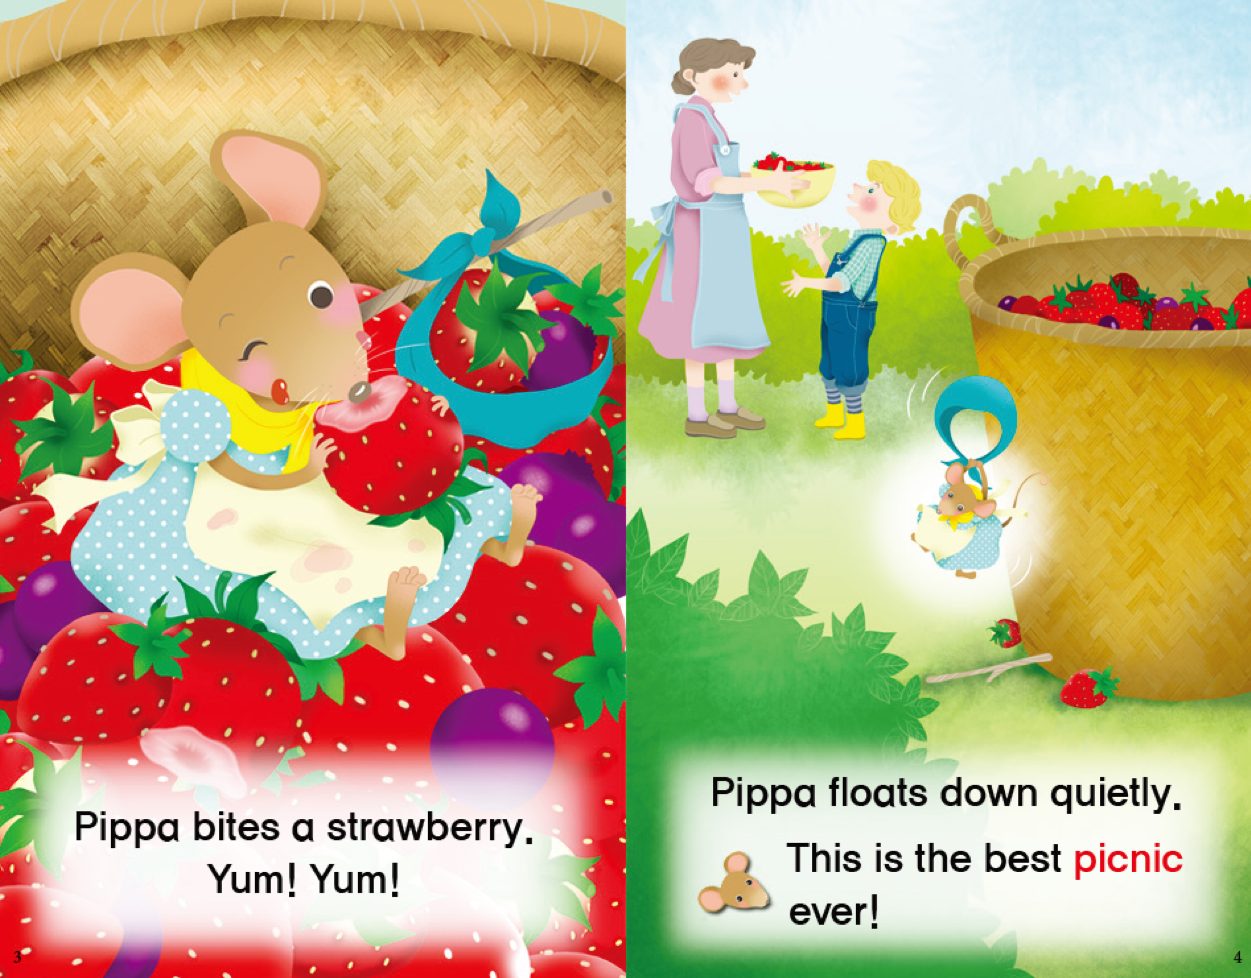 Pippa bites a strawberry.
Yum! Yum!
3
Pippa floats down quietly.
This is the best picnic
ever!
4